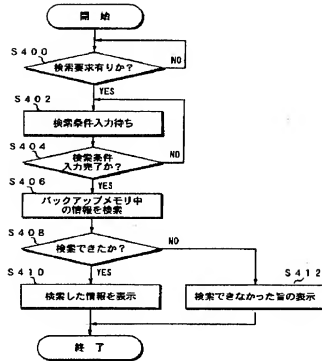 開 始
S400
検索要求有りか?
NO
YES
S402
検索条件入力待ち
S404
検索条件
入力完了か?
NO
YES
S406
バックアップメモリ中
の情報を検索
S408
検索できたか?
NO
YES
S410
検索した情報を表示
S412
検索できなかった旨の表示
終 了